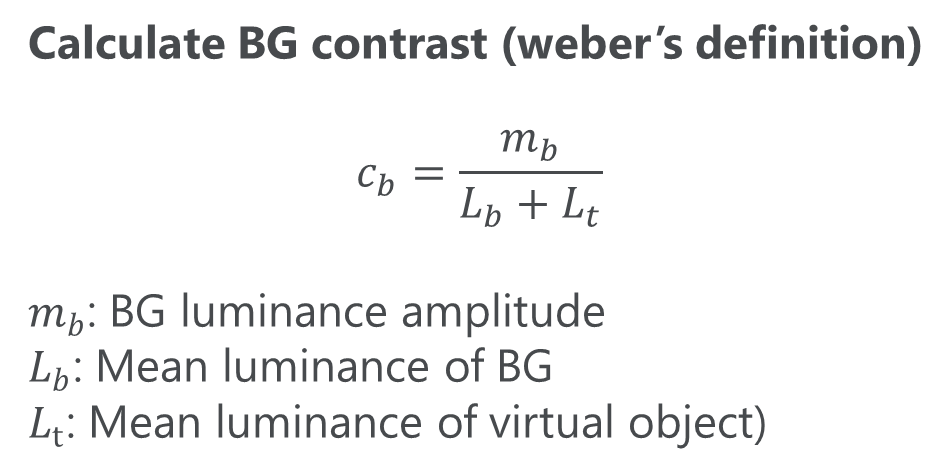 Calculate BG contrast (weber's definition)
c_b = m_b / (L_b + L_t)
m_b: BG luminance amplitude
L_b: Mean luminance of BG
L_t: Mean luminance of virtual object)